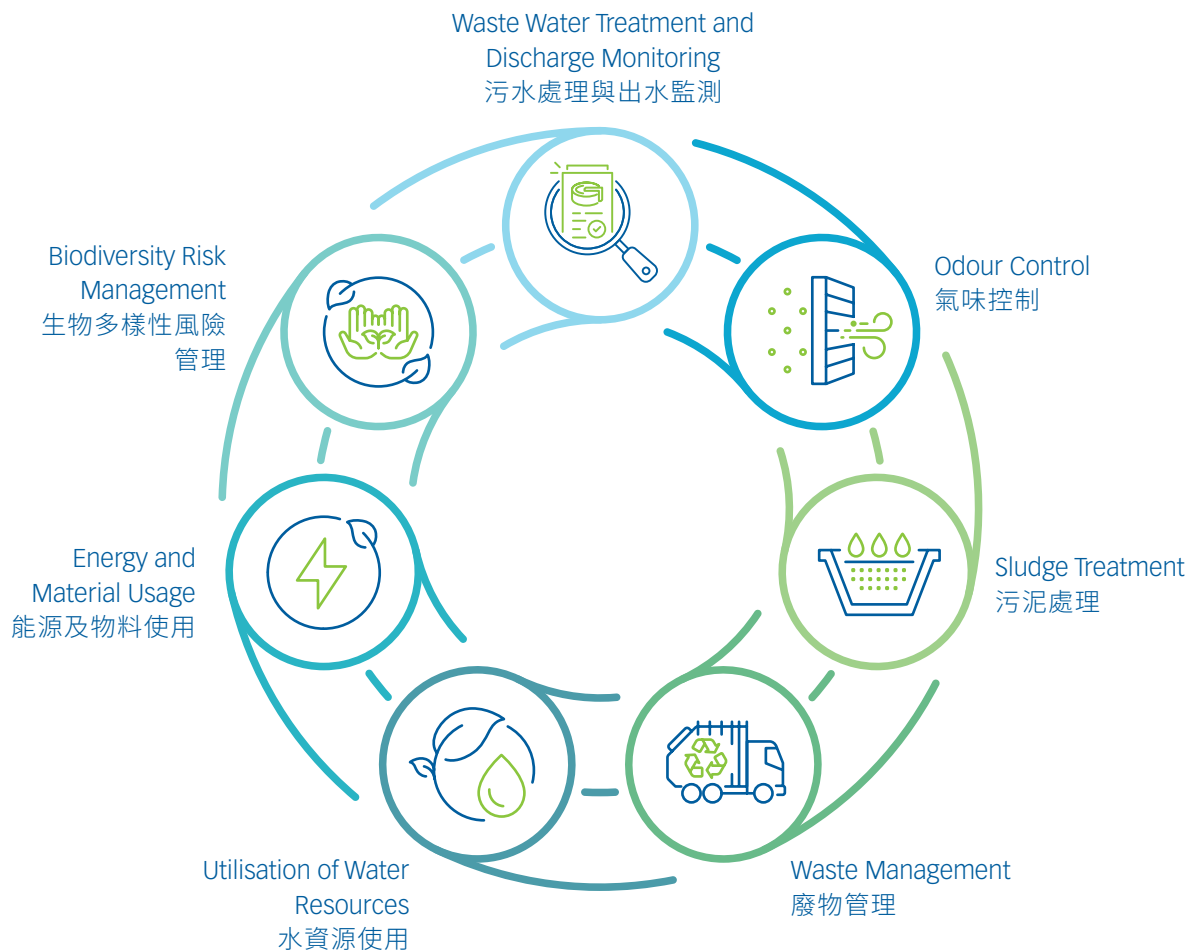 Waste Water Treatment and
Discharge Monitoring
污水處理與出水監測
Odour Control
氣味控制
Sludge Treatment
污泥處理
Waste Management
廢物管理
Utilisation of Water
Resources
水資源使用
Energy and
Material Usage
能源及物料使用
Biodiversity Risk
Management
生物多樣性風險
管理